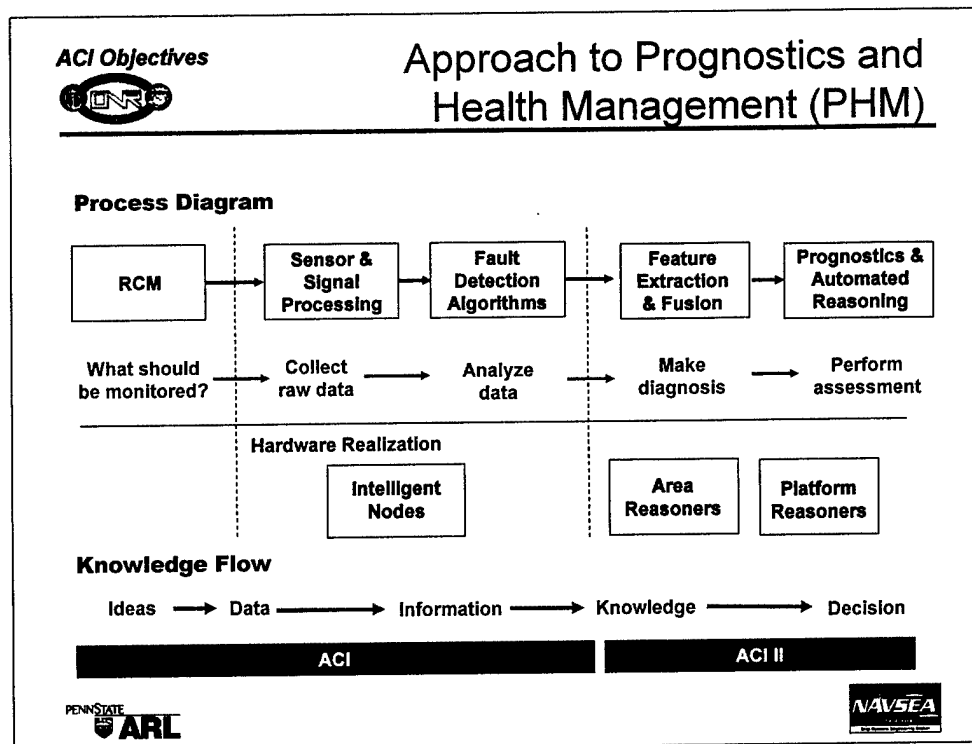 ACI Objectives
ONR
Approach to Prognostics and
Health Management (PHM)
Process Diagram
RCM
Sensor &
Signal
Processing
Fault
Detection
Algorithms
Feature
Extraction
& Fusion
Prognostics &
Automated
Reasoning
What should
be monitored?
Collect
raw data
Analyze
data
Make
diagnosis
Perform
assessment
Hardware Realization
Intelligent
Nodes
Area
Reasoners
Platform
Reasoners
Knowledge Flow
Ideas
Data
Information
Knowledge
Decision
ACI
ACI II
PENNSTATE
ARL
NAVSEA